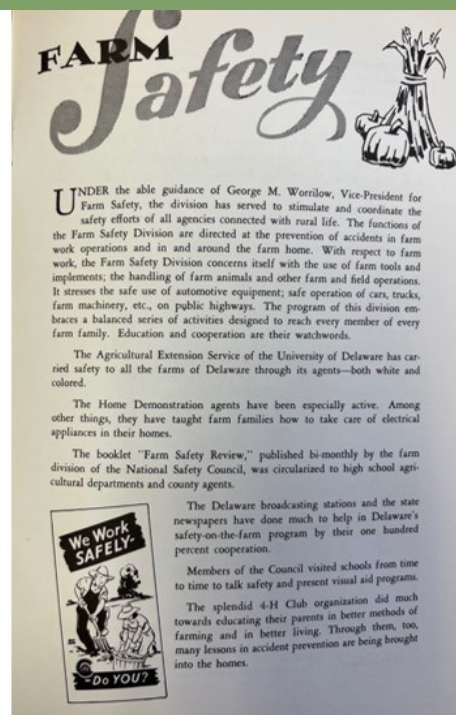 FARM
Safety
UNDER the able guidance of George M. Worrilow, Vice-President for
Farm Safety, the division has served to stimulate and coordinate the
safety efforts of all agencies connected with rural life. The functions of
the Farm Safety Division are directed at the prevention of accidents in farm
work operations and in and around the farm home. With respect to farm
work, the Farm Safety Division concerns itself with the use of farm tools and
implements; the handling of farm animals and other farm and field operations.
It stresses the safe use of automotive equipment; safe operation of cars, trucks,
farm machinery, etc., on public highways. The program of this division em-
braces a balanced series of activities designed to reach every member of every
farm family. Education and cooperation are their watchwords.
The Agricultural Extension Service of the University of Delaware has car-
ried safety to all the farms of Delaware through its agents—both white and
colored.
The Home Demonstration agents have been especially active. Among
other things, they have taught farm families how to take care of electrical
appliances in their homes.
The booklet "Farm Safety Review," published bi-monthly by the farm
division of the National Safety Council, was circularized to high school agri-
cultural departments and county agents.
The Delaware broadcasting stations and the state
newspapers have done much to help in Delaware's
safety-on-the-farm program by their one hundred
percent cooperation.
Members of the Council visited schools from time
to time to talk safety and present visual aid programs.
The splendid 4-H Club organization did much
towards educating their parents in better methods of
farming and in better living. Through them, too,
many lessons in accident prevention are being brought
into the homes.
We Work
SAFELY-
-Do YOU?